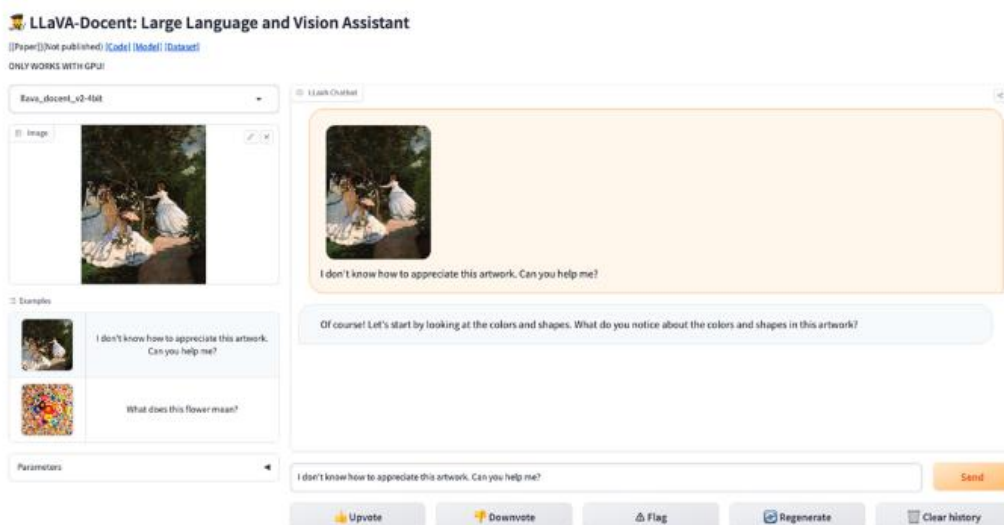 LLaVA-Docent: Large Language and Vision Assistant
[[Paper]](Not published) [Code] [Model] [Dataset]
ONLY WORKS WITH GPU!
llava_docent_v2-4bit
Image
Examples
I don't know how to appreciate this artwork.
Can you help me?
What does this flower mean?
Parameters
Chatbot
I don't know how to appreciate this artwork. Can you help me?
Of course! Let's start by looking at the colors and shapes. What do you notice about the colors and shapes in this artwork?
I don't know how to appreciate this artwork. Can you help me?
Send
Upvote
Downvote
Flag
Regenerate
Clear history